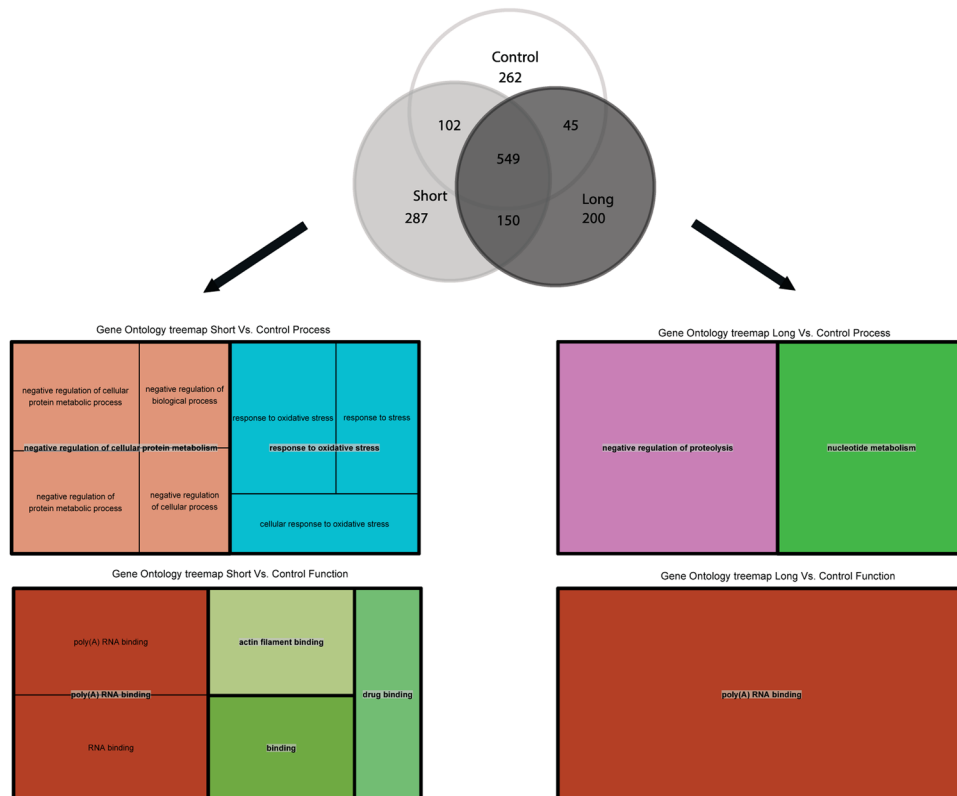 Control
262
102
45
549
Short
287
150
Long
200
Gene Ontology treemap Short Vs. Control Process
negative regulation of cellular
protein metabolic process
negative regulation of
biological process
negative regulation of cellular protein metabolism
negative regulation of
protein metabolic process
negative regulation
of cellular process
response to oxidative stress
response to stress
response to oxidative stress
cellular response to oxidative stress
Gene Ontology treemap Long Vs. Control Process
negative regulation of proteolysis
nucleotide metabolism
Gene Ontology treemap Short Vs. Control Function
poly(A) RNA binding
poly(A) RNA binding
RNA binding
actin filament binding
binding
drug binding
Gene Ontology treemap Long Vs. Control Function
poly(A) RNA binding